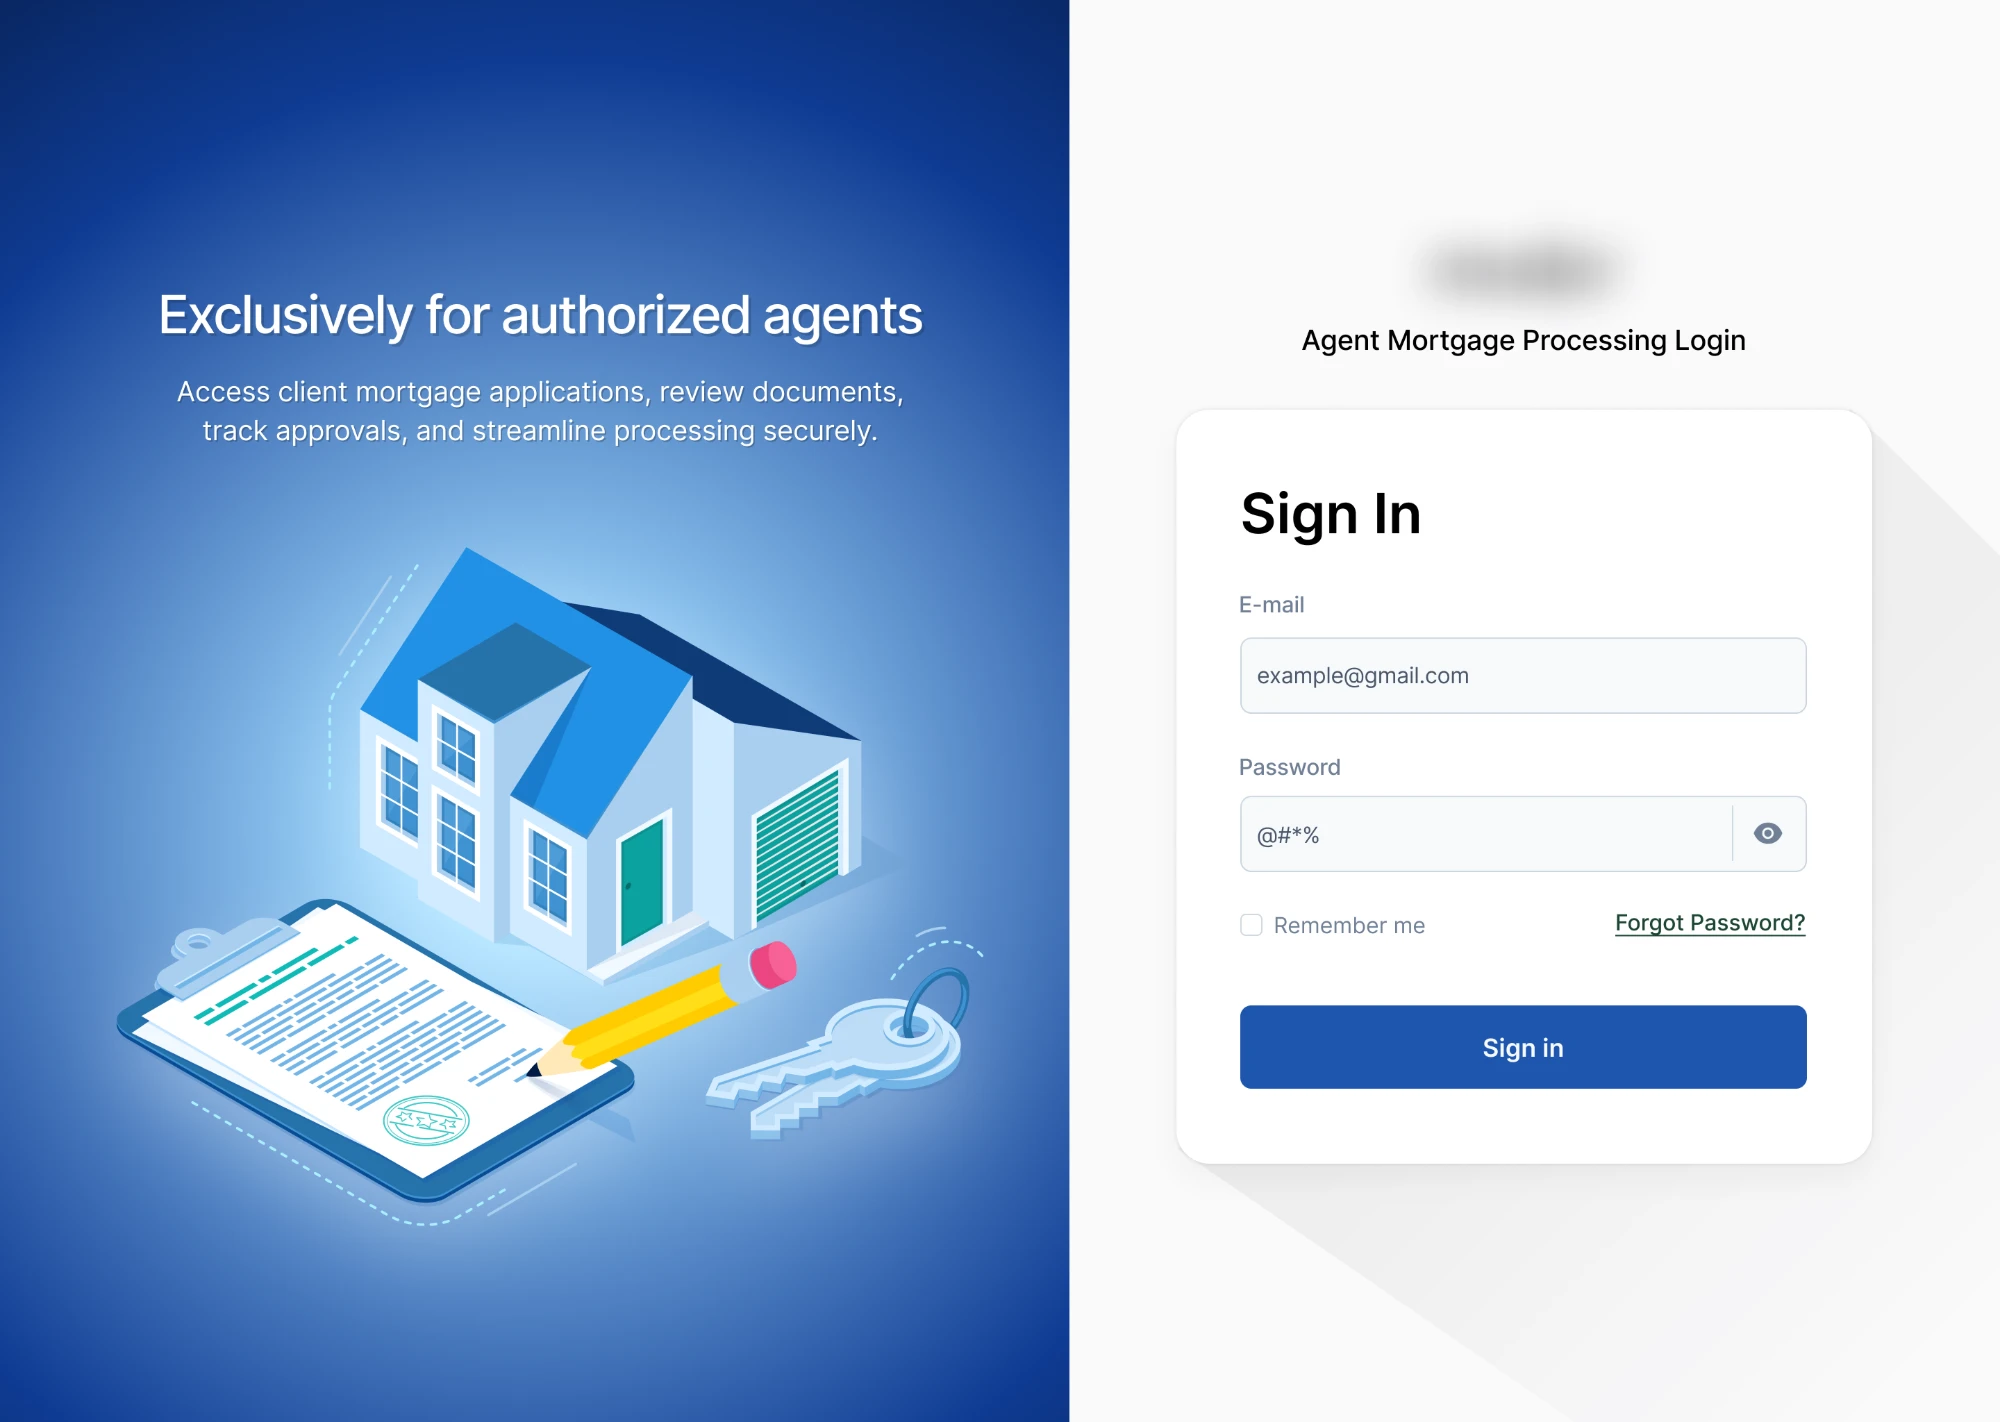 Exclusively for authorized agents
Access client mortgage applications, review documents,
track approvals, and streamline processing securely.
Agent Mortgage Processing Login
Sign In
E-mail
example@gmail.com
Password
@#*%
Remember me
Forgot Password?
Sign in